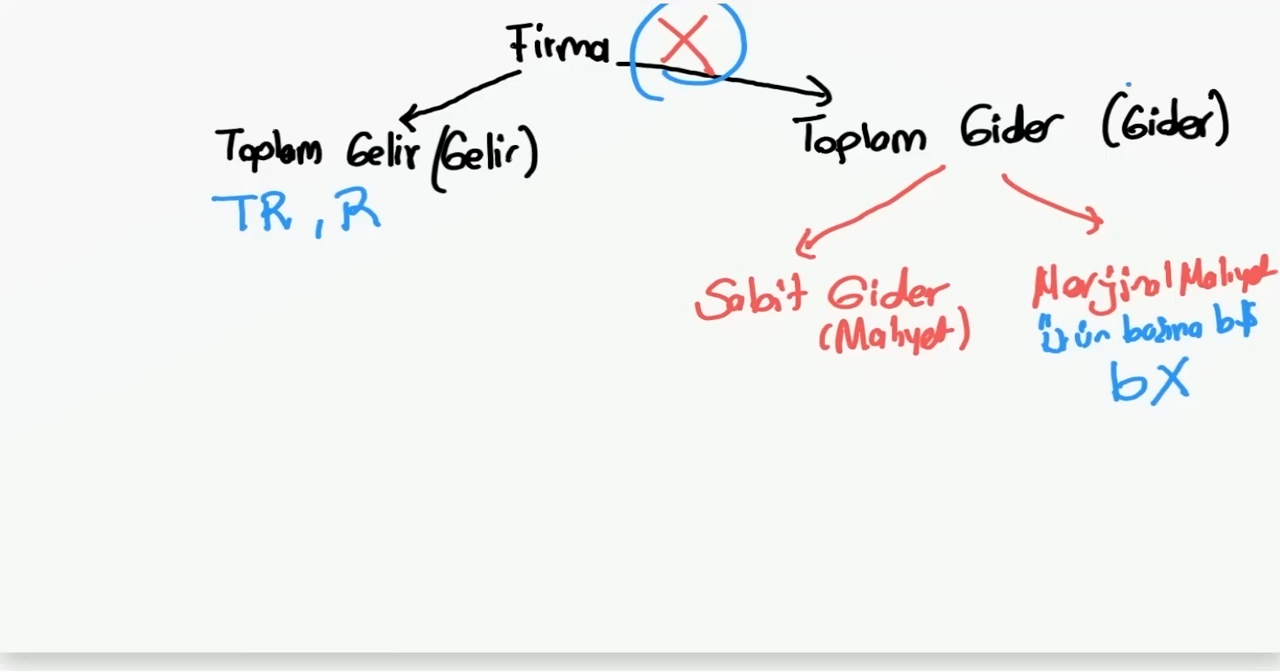 Firma X
Toplam Gelir (Gelir)
TR, R
Toplam Gider (Gider)
Sabit Gider
(Maliyet)
Marjinal Maliyet
ürün başına b$
bX